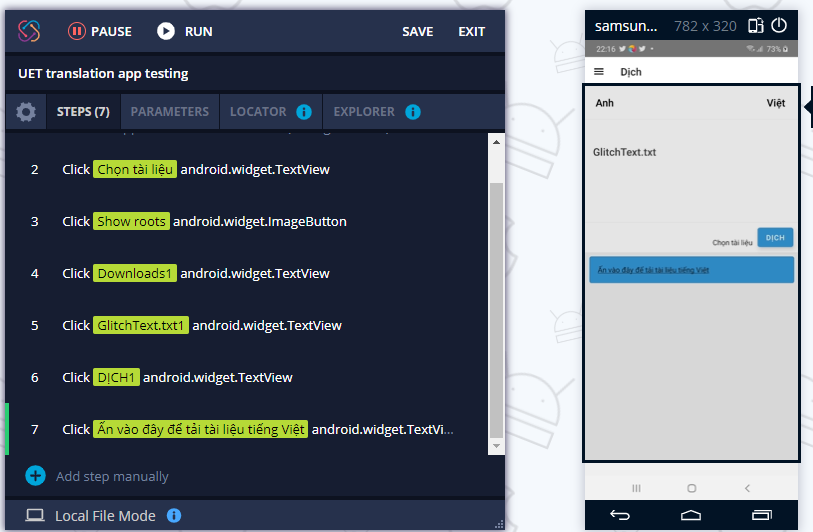 PAUSE RUN SAVE EXIT
UET translation app testing
STEPS (7) PARAMETERS LOCATOR i EXPLORER i
2 Click Chọn tài liệu android.widget.TextView
3 Click Show roots android.widget.ImageButton
4 Click Downloads1 android.widget.TextView
5 Click GlitchText.txt1 android.widget.TextView
6 Click DỊCH1 android.widget.TextView
7 Click Ấn vào đây để tải tài liệu tiếng Việt android.widget.TextVi...
Add step manually
Local File Mode i
samsun... 782 x 320
22:16 73%
Dịch
Anh Việt
GlitchText.txt
Chọn tài liệu DỊCH
Ấn vào đây để tải tài liệu tiếng Việt